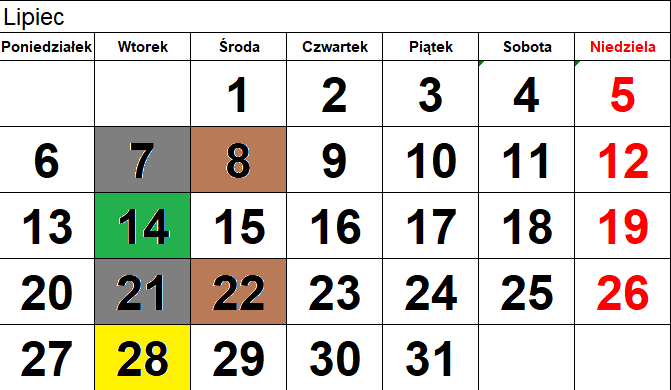 Lipiec
Poniedziałek Wtorek Środa Czwartek Piątek Sobota Niedziela
1 2 3 4 5
6 7 8 9 10 11 12
13 14 15 16 17 18 19
20 21 22 23 24 25 26
27 28 29 30 31